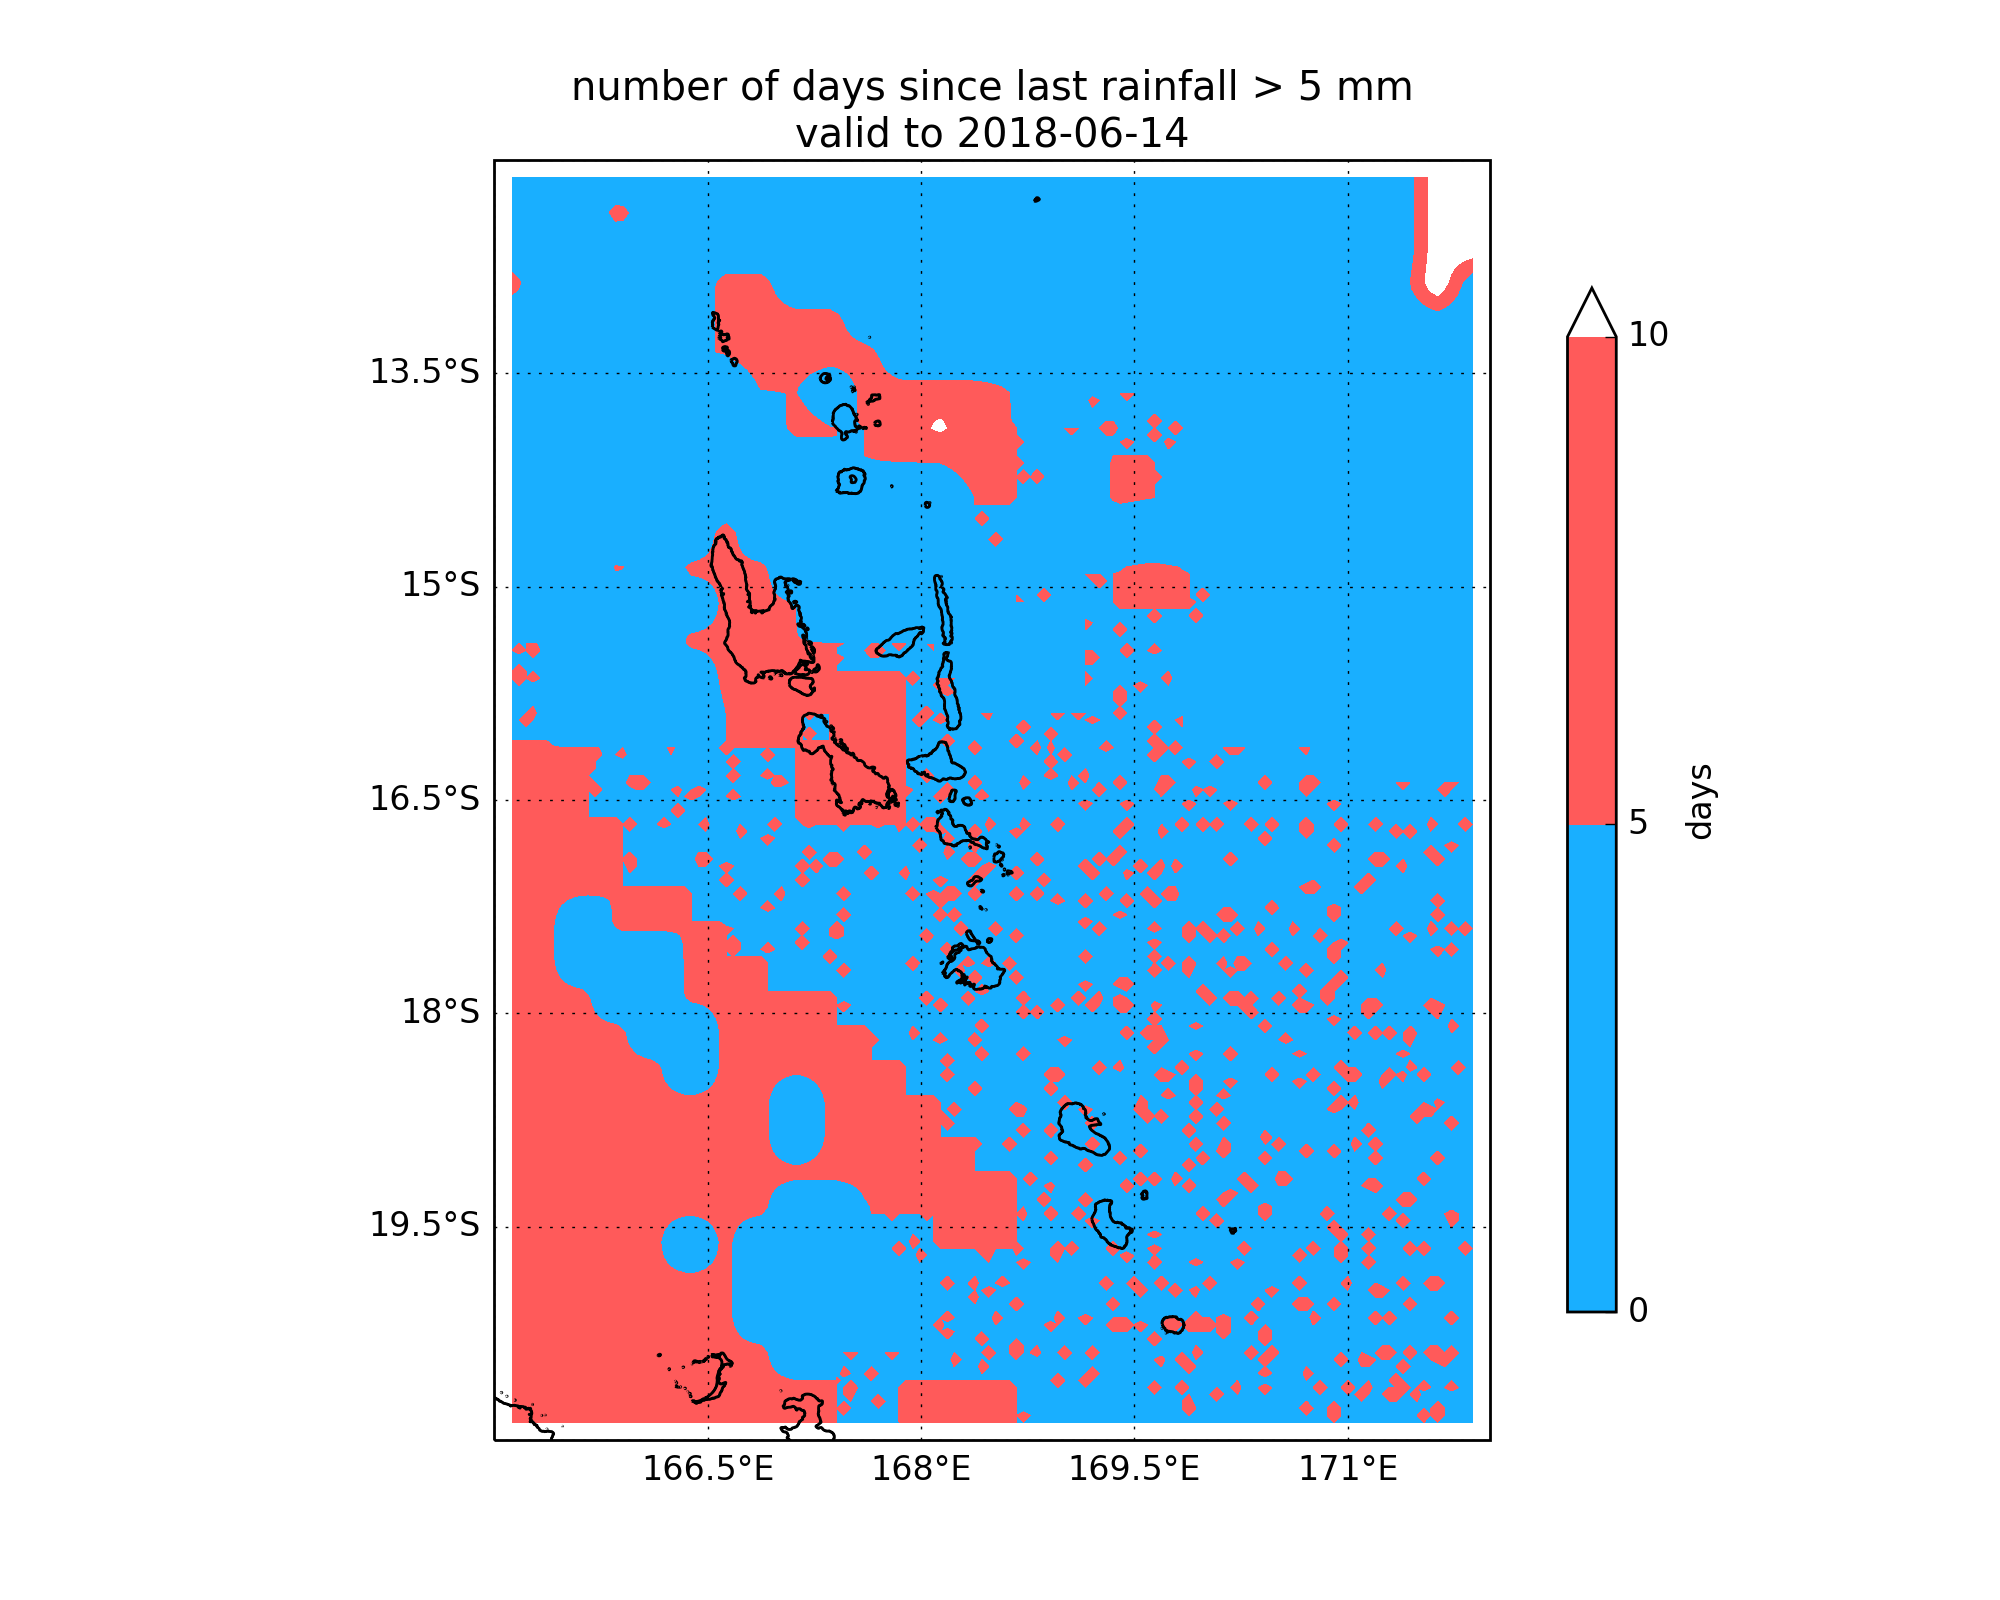 number of days since last rainfall > 5 mm
valid to 2018-06-14
13.5°S
15°S
16.5°S
18°S
19.5°S
166.5°E
168°E
169.5°E
171°E
10
5
0
days